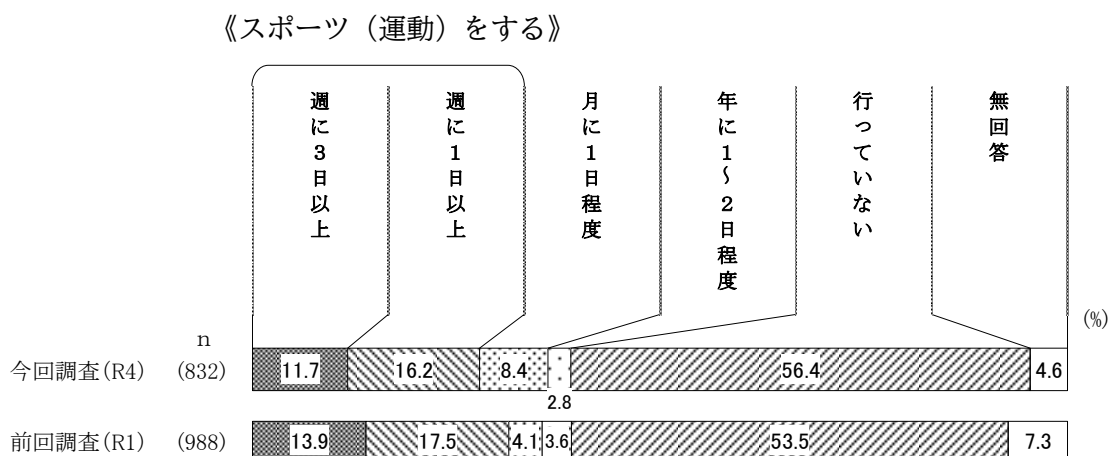 《スポーツ（運動）をする》
週に3日以上
週に1日以上
月に1日程度
年に1～2日程度
行っていない
無回答
(%)
n
今回調査(R4) (832) 11.7 16.2 8.4 56.4 4.6
2.8
前回調査(R1) (988) 13.9 17.5 4.1 3.6 53.5 7.3